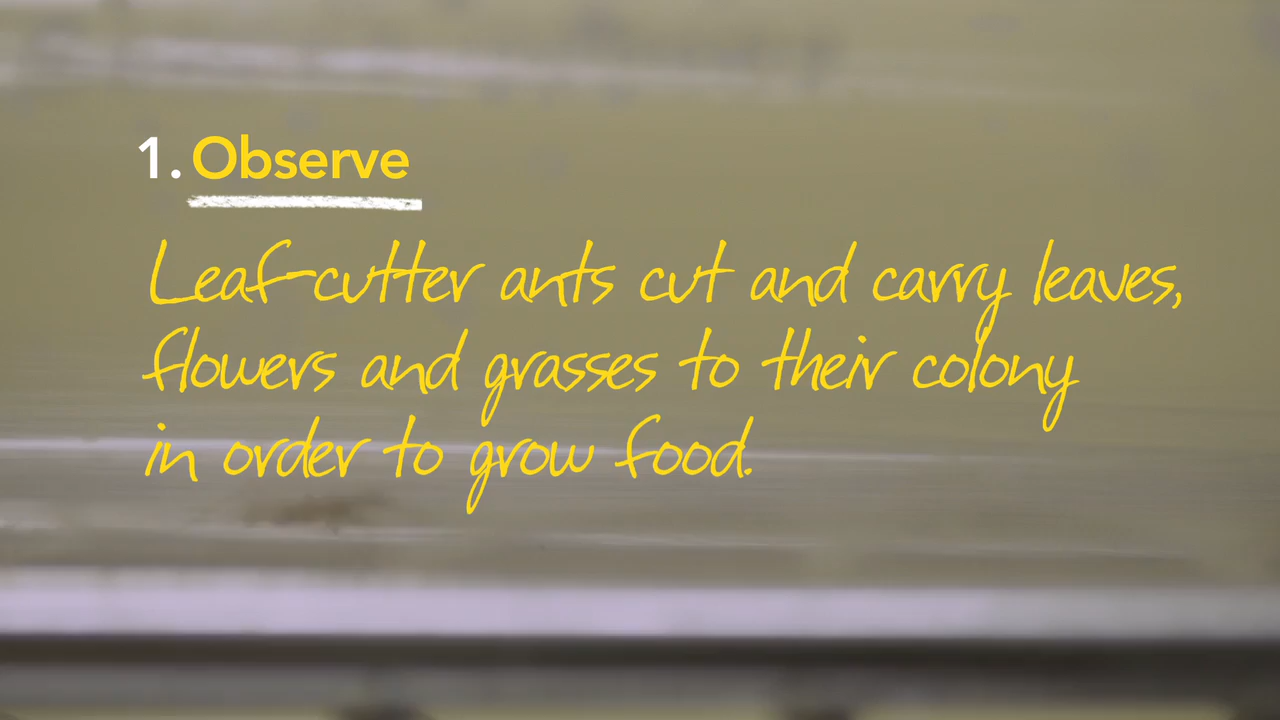 1. Observe
Leaf-cutter ants cut and carry leaves,
flowers and grasses to their colony
in order to grow food.